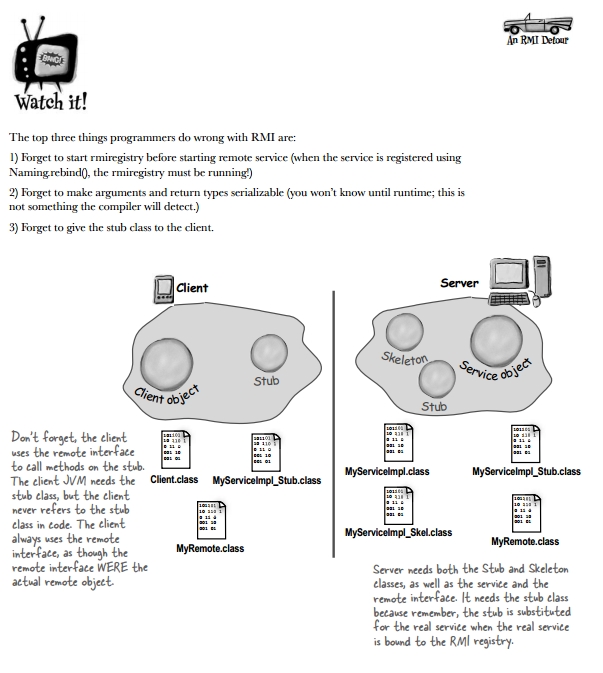 BANG!
An RMI Detour
Watch it!
The top three things programmers do wrong with RMI are:
1) Forget to start rmiregistry before starting remote service (when the service is registered using
Naming.rebind(), the rmiregistry must be running!)
2) Forget to make arguments and return types serializable (you won't know until runtime; this is
not something the compiler will detect.)
3) Forget to give the stub class to the client.
Client
Server
Client object
Stub
Skeleton
Service object
Stub
Don't forget, the client
uses the remote interface
to call methods on the stub.
The client JVM needs the
stub class, but the client
never refers to the stub
class in code. The client
always uses the remote
interface, as though the
remote interface WERE the
actual remote object.
Client.class
MyServiceImpl_Stub.class
MyRemote.class
MyServiceImpl.class
MyServiceImpl_Stub.class
MyServiceImpl_Skel.class
MyRemote.class
Server needs both the Stub and Skeleton
classes, as well as the service and the
remote interface. It needs the stub class
because remember, the stub is substituted
for the real service when the real service
is bound to the RMI registry.